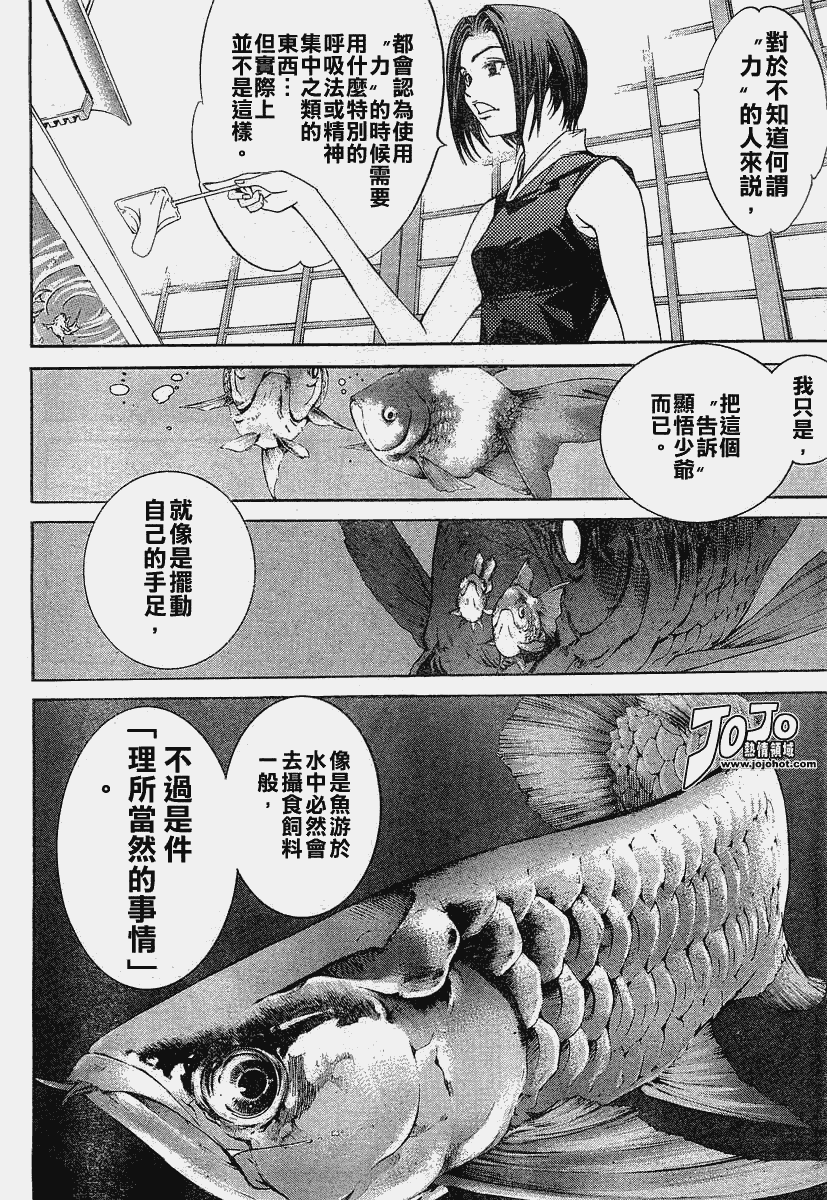 對於不知道何謂
〝力〞的人來說，
都會認為使用
〝力〞的時候需要
用什麼特別的
呼吸法或精神
集中之類的
東西…
但實際上
並不是這樣。
我只是，
把這個
〝告訴〞
顯悟少爺
而已。
就像是擺動
自己的手足，
像是魚游於
水中必然會
去攝食飼料
一般，
不過是件
「理所當然的事情」
。
JOJO
熱情領域
www.jojohot.com